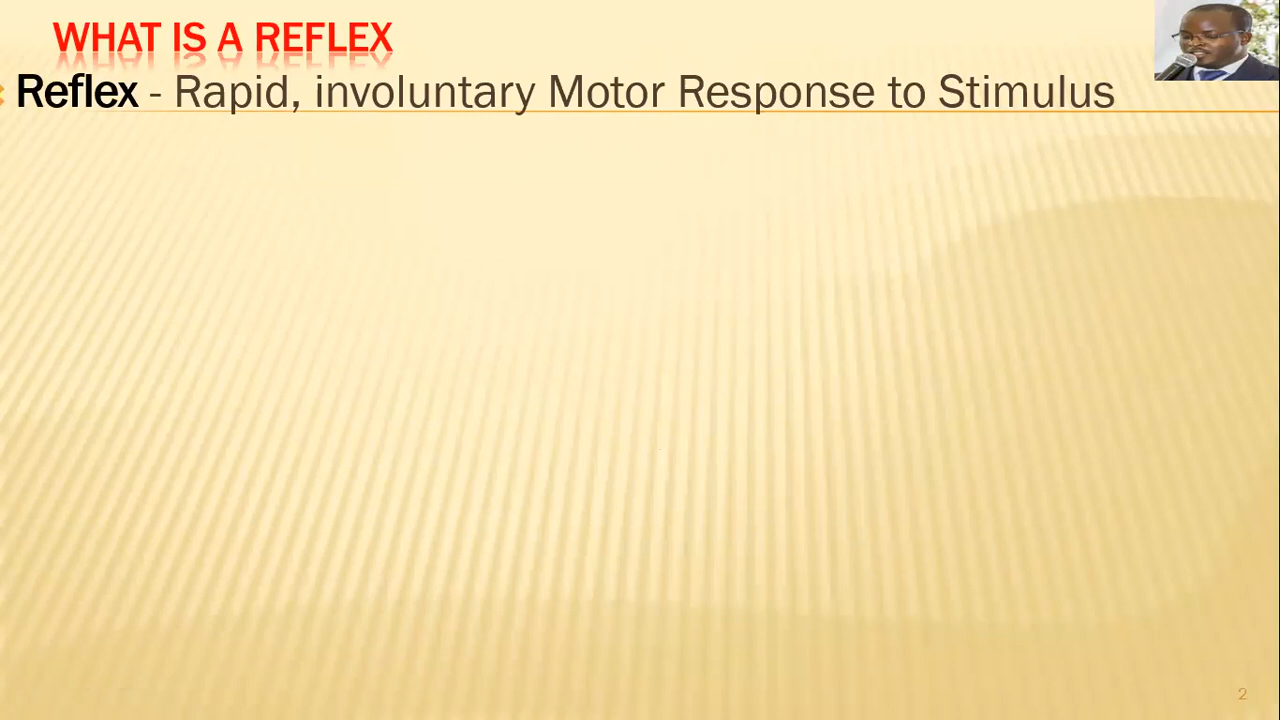 WHAT IS A REFLEX
Reflex - Rapid, involuntary Motor Response to Stimulus
2